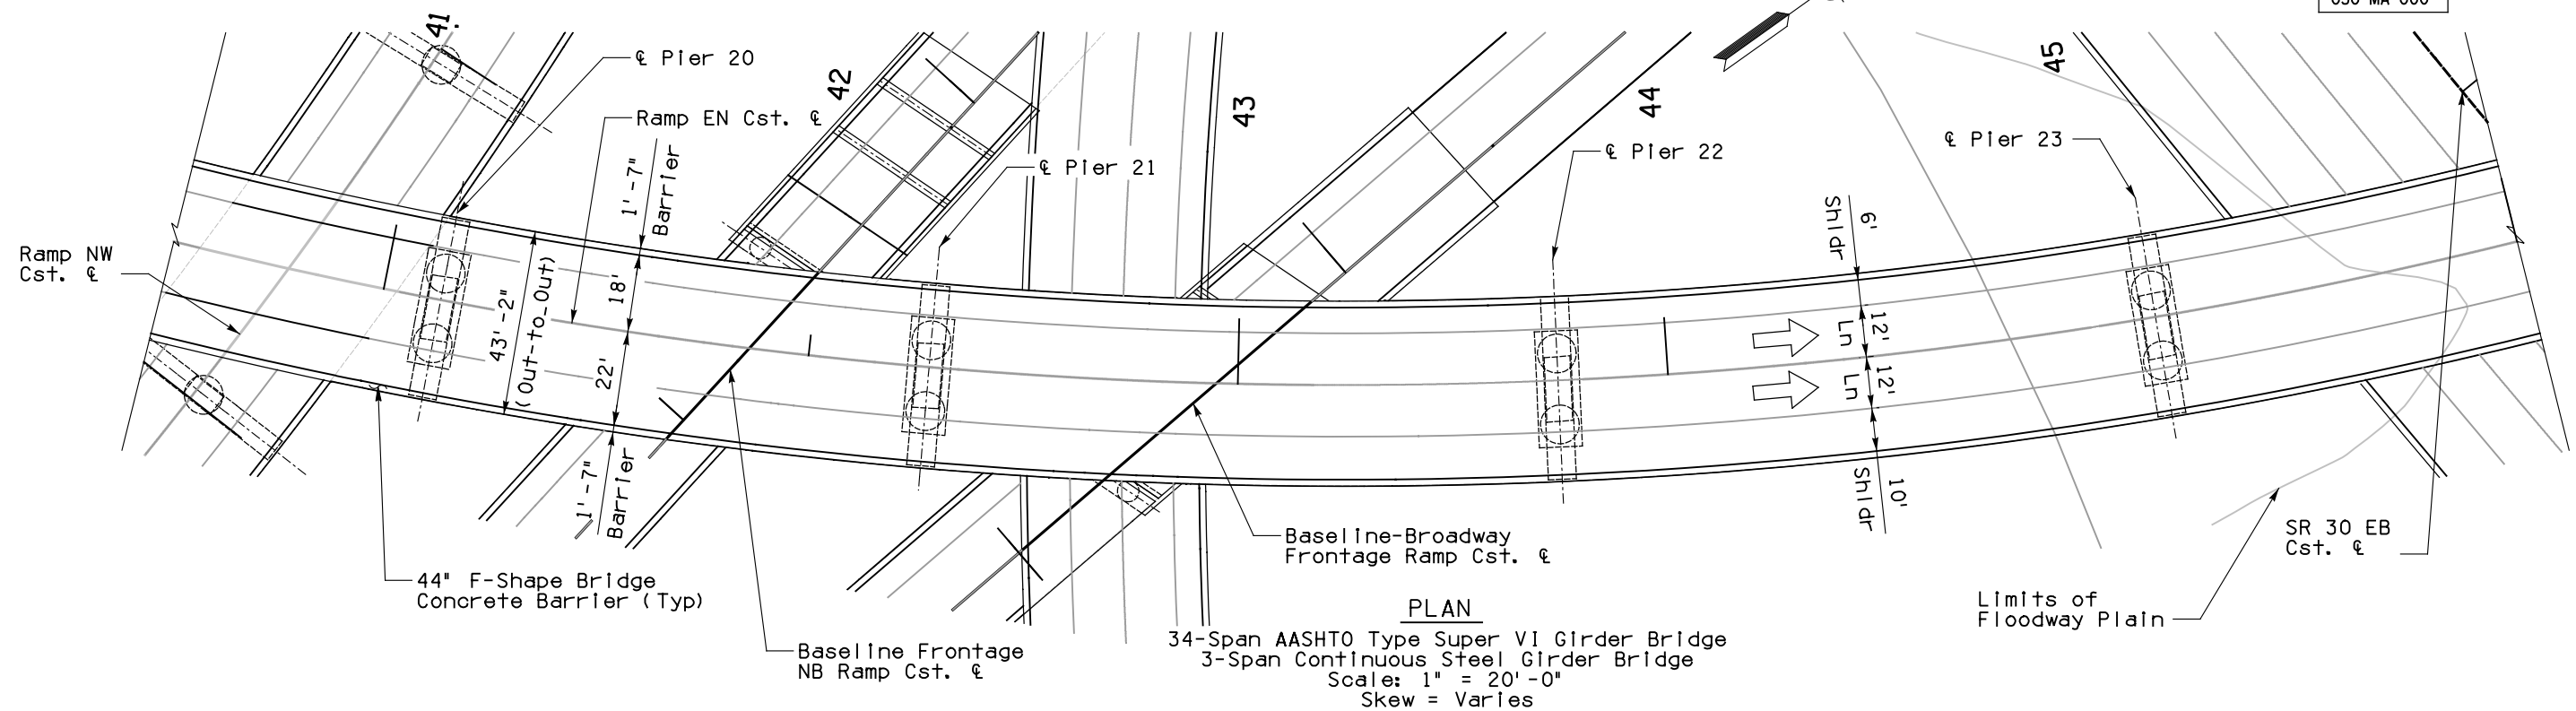 41
℄ Pier 20
42
Ramp EN Cst. ℄
1'-7"
Barrier
℄ Pier 21
43
44
℄ Pier 22
45
℄ Pier 23
6'
Shldr
12'
Ln
12'
Ln
10'
Shldr
Ramp NW
Cst. ℄
43'-2"
(Out-to_Out)
18'
22'
1'-7"
Barrier
44" F-Shape Bridge
Concrete Barrier (Typ)
Baseline Frontage
NB Ramp Cst. ℄
Baseline-Broadway
Frontage Ramp Cst. ℄
SR 30 EB
Cst. ℄
Limits of
Floodway Plain
PLAN
34-Span AASHTO Type Super VI Girder Bridge
3-Span Continuous Steel Girder Bridge
Scale: 1" = 20'-0"
Skew = Varies